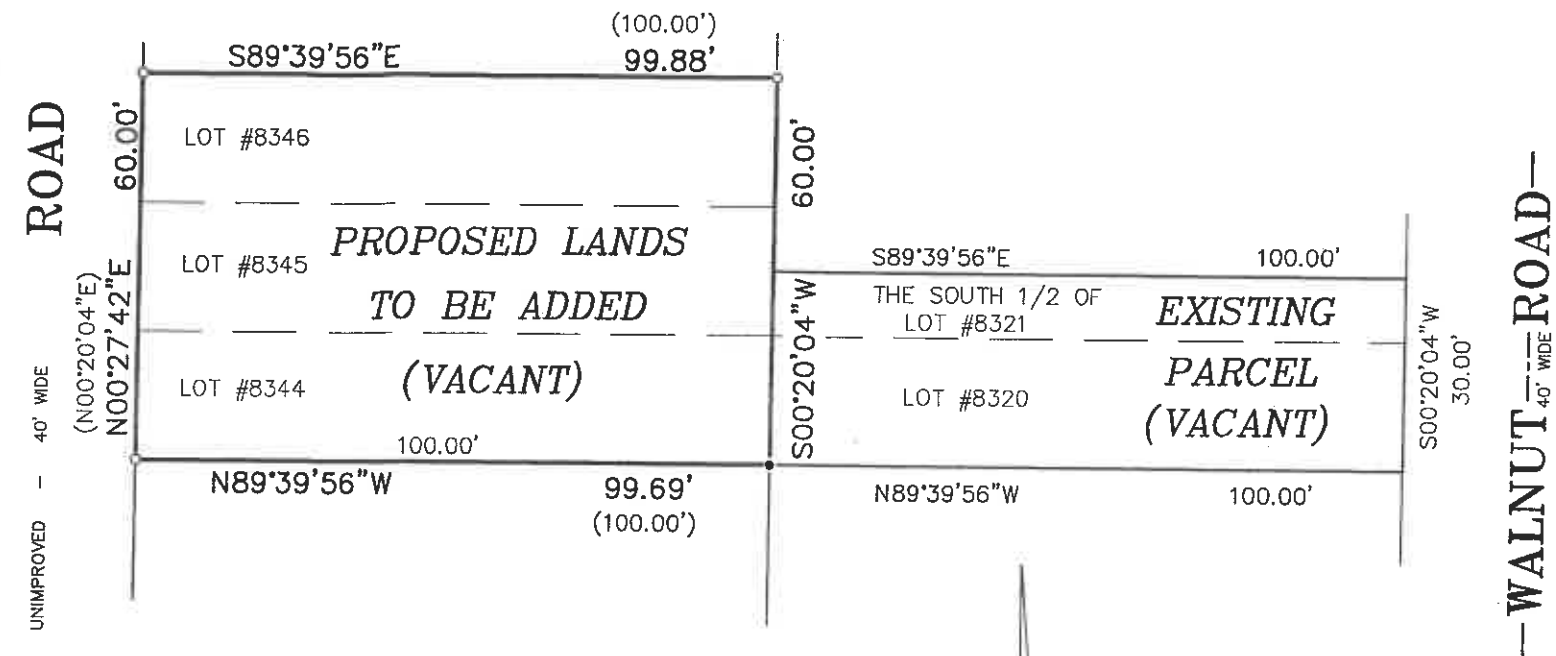 (100.00')
S89°39'56"E 99.88'
ROAD
60.00'
LOT #8346
60.00'
PROPOSED LANDS
LOT #8345
TO BE ADDED
LOT #8344
(VACANT)
(N00°20'04"E)
N00°27'42"E
UNIMPROVED - 40' WIDE
100.00'
N89°39'56"W 99.69'
(100.00')
S00°20'04"W
S89°39'56"E 100.00'
THE SOUTH 1/2 OF
LOT #8321
EXISTING
PARCEL
LOT #8320
(VACANT)
N89°39'56"W 100.00'
S00°20'04"W
30.00'
WALNUT ROAD
40' WIDE